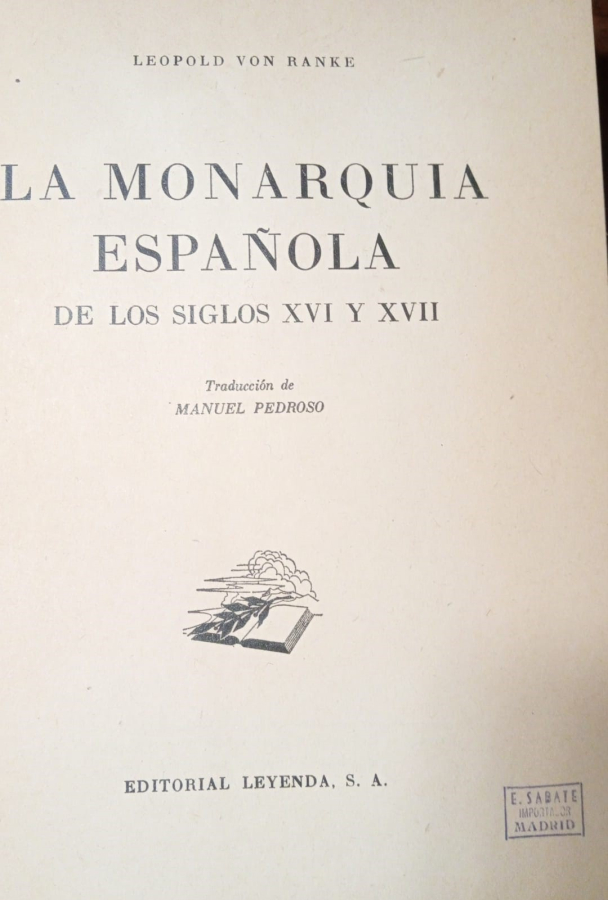 LEOPOLD VON RANKE
LA MONARQUIA
ESPAÑOLA
DE LOS SIGLOS XVI Y XVII
Traducción de
MANUEL PEDROSO
EDITORIAL LEYENDA, S. A.
E. SABATE
MADRID